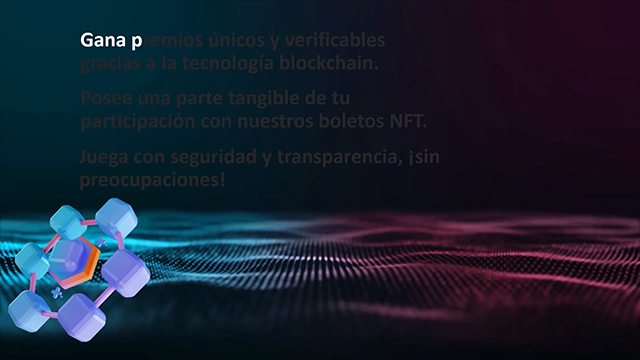 Gana premios únicos y verificables
gracias a la tecnología blockchain.
Posee una parte tangible de tu
participación con nuestros boletos NFT.
Juega con seguridad y transparencia, ¡sin
preocupaciones!